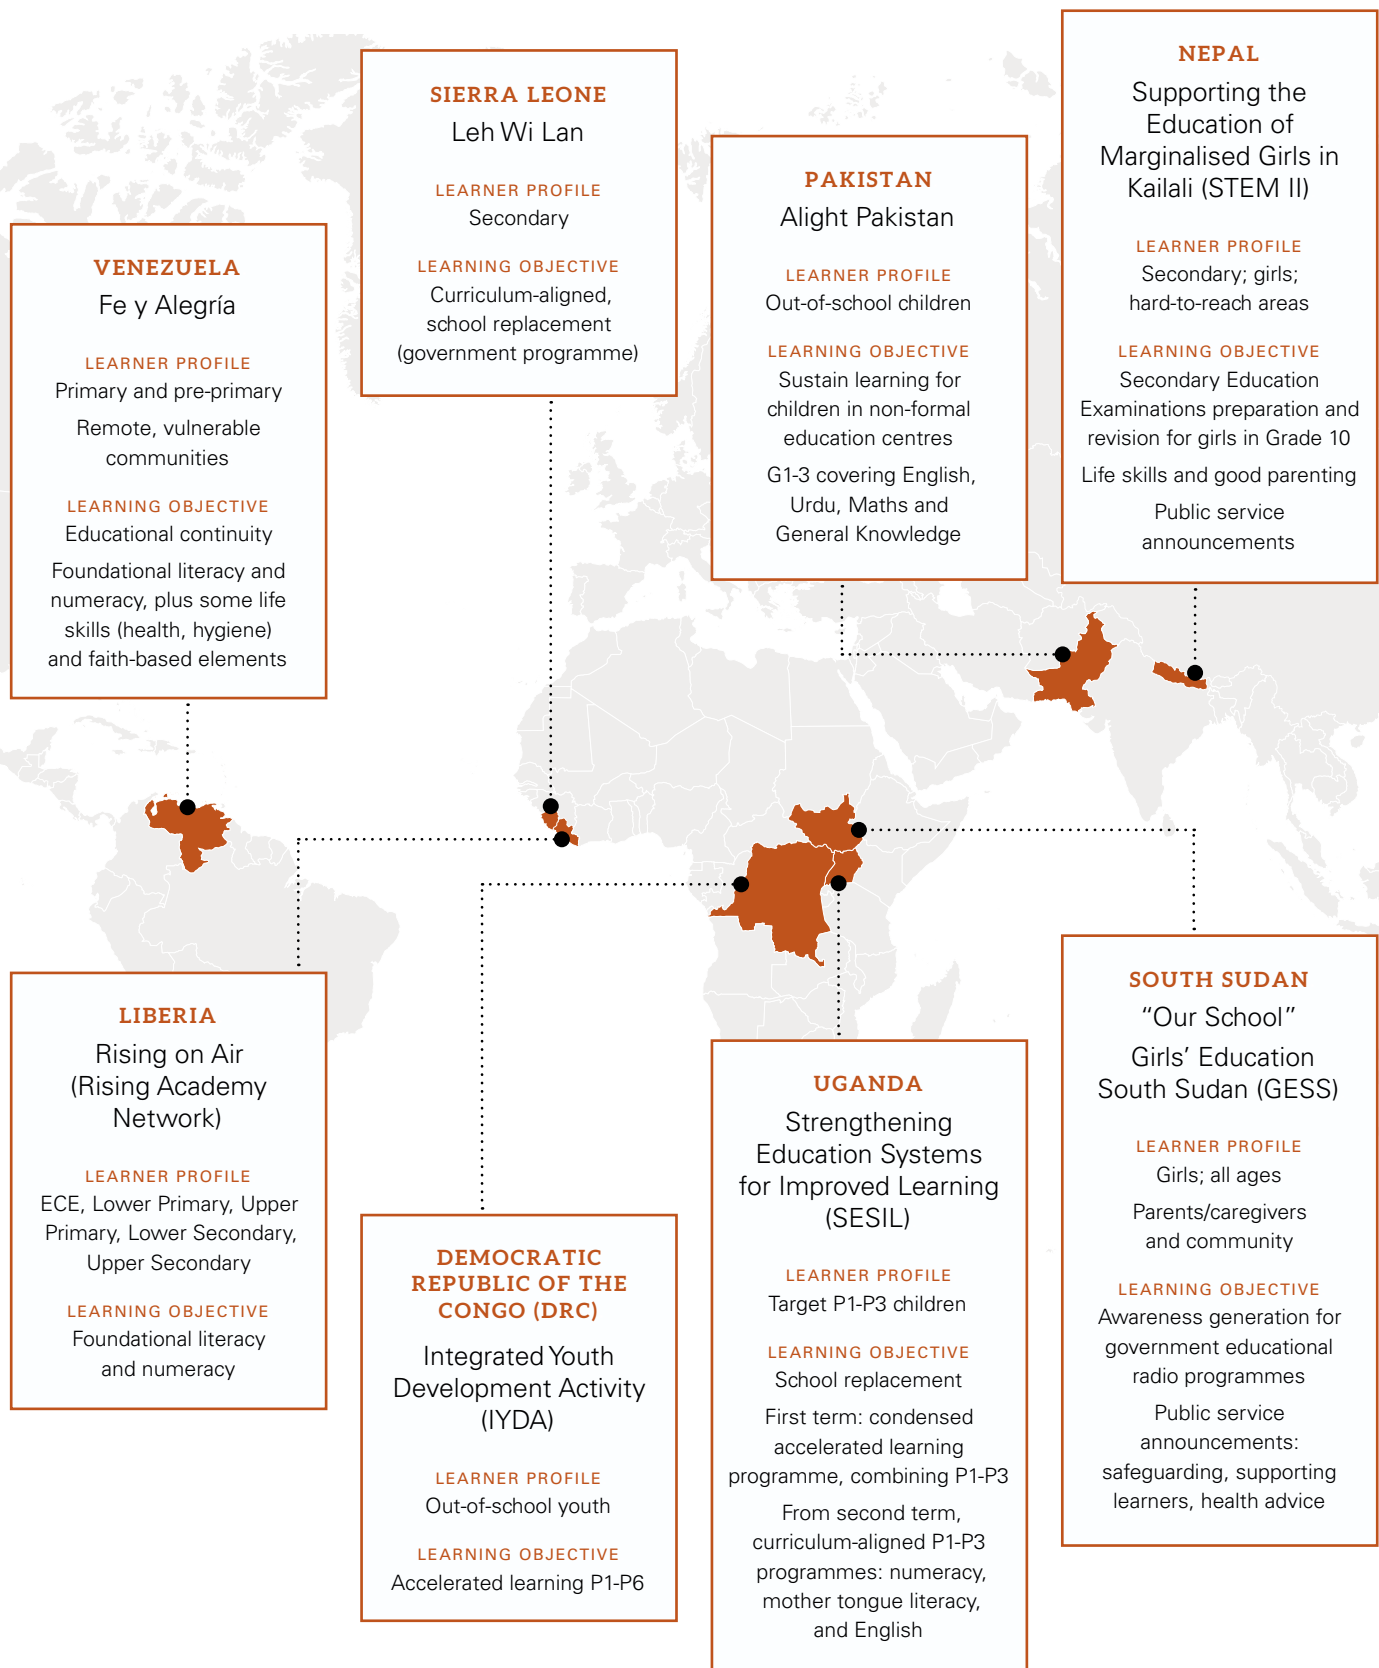 VENEZUELA
Fe y Alegría
LEARNER PROFILE
Primary and pre-primary
Remote, vulnerable
communities
LEARNING OBJECTIVE
Educational continuity
Foundational literacy and
numeracy, plus some life
skills (health, hygiene)
and faith-based elements
SIERRA LEONE
Leh Wi Lan
LEARNER PROFILE
Secondary
LEARNING OBJECTIVE
Curriculum-aligned,
school replacement
(government programme)
PAKISTAN
Alight Pakistan
LEARNER PROFILE
Out-of-school children
LEARNING OBJECTIVE
Sustain learning for
children in non-formal
education centres
G1-3 covering English,
Urdu, Maths and
General Knowledge
NEPAL
Supporting the
Education of
Marginalised Girls in
Kailali (STEM II)
LEARNER PROFILE
Secondary; girls;
hard-to-reach areas
LEARNING OBJECTIVE
Secondary Education
Examinations preparation and
revision for girls in Grade 10
Life skills and good parenting
Public service
announcements
LIBERIA
Rising on Air
(Rising Academy
Network)
LEARNER PROFILE
ECE, Lower Primary, Upper
Primary, Lower Secondary,
Upper Secondary
LEARNING OBJECTIVE
Foundational literacy
and numeracy
DEMOCRATIC
REPUBLIC OF THE
CONGO (DRC)
Integrated Youth
Development Activity
(IYDA)
LEARNER PROFILE
Out-of-school youth
LEARNING OBJECTIVE
Accelerated learning P1-P6
UGANDA
Strengthening
Education Systems
for Improved Learning
(SESIL)
LEARNER PROFILE
Target P1-P3 children
LEARNING OBJECTIVE
School replacement
First term: condensed
accelerated learning
programme, combining P1-P3
From second term,
curriculum-aligned P1-P3
programmes: numeracy,
mother tongue literacy,
and English
SOUTH SUDAN
“Our School”
Girls’ Education
South Sudan (GESS)
LEARNER PROFILE
Girls; all ages
Parents/caregivers
and community
LEARNING OBJECTIVE
Awareness generation for
government educational
radio programmes
Public service
announcements:
safeguarding, supporting
learners, health advice